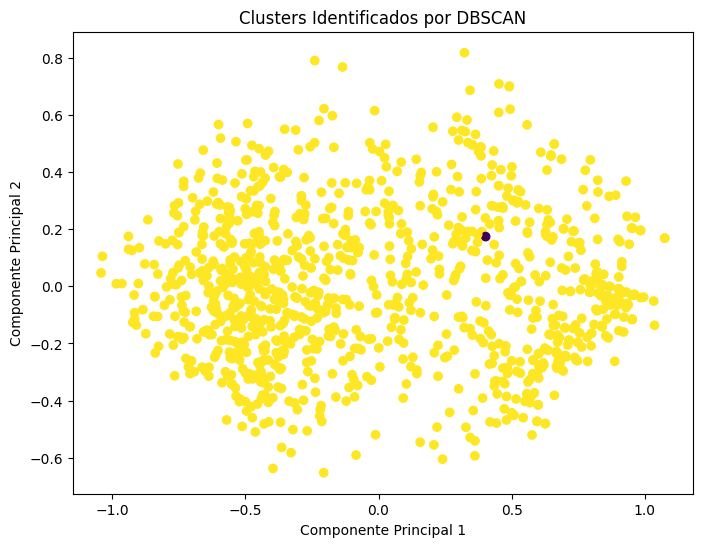 Clusters Identificados por DBSCAN
Componente Principal 2
0.8
0.6
0.4
0.2
0.0
−0.2
−0.4
−0.6
−1.0 −0.5 0.0 0.5 1.0
Componente Principal 1